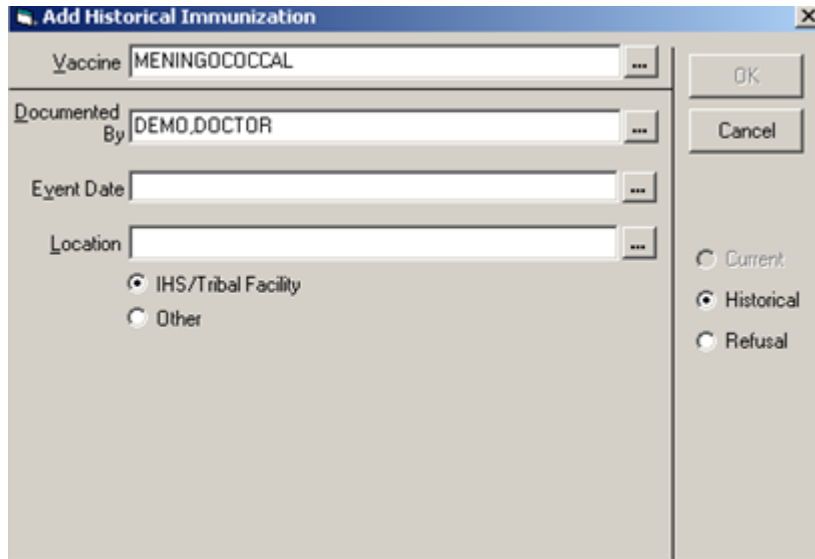 Add Historical Immunization
Vaccine MENINGOCOCCAL ...
OK
Documented
By DEMO,DOCTOR ...
Cancel
Event Date ...
Location ...
IHS/Tribal Facility
Other
Current
Historical
Refusal